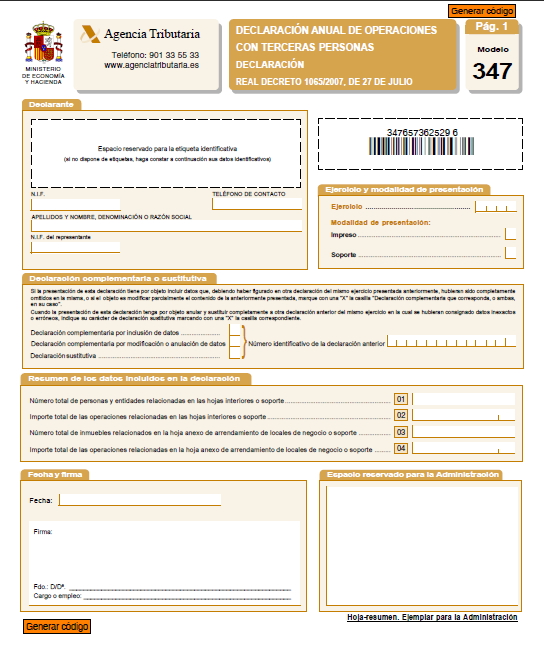 Generar código
MINISTERIO
DE ECONOMÍA
Y HACIENDA
Agencia Tributaria
Teléfono: 901 33 55 33
www.agenciatributaria.es
DECLARACIÓN ANUAL DE OPERACIONES
CON TERCERAS PERSONAS
DECLARACIÓN
REAL DECRETO 1065/2007, DE 27 DE JULIO
Pág. 1
Modelo
347
Declarante
Espacio reservado para la etiqueta identificativa
(si no dispone de etiquetas, haga constar a continuación sus datos identificativos)
N.I.F.
TELÉFONO DE CONTACTO
APELLIDOS Y NOMBRE, DENOMINACIÓN O RAZÓN SOCIAL
N.I.F. del representante
347657362529 6
Ejercicio y modalidad de presentación
Ejercicio
Modalidad de presentación:
Impreso
Soporte
Declaración complementaria o sustitutiva
Si la presentación de esta declaración tiene por objeto incluir datos que, debiendo haber figurado en otra declaración del mismo ejercicio presentada anteriormente, hubieran sido completamente
omitidos en la misma, o si el objeto es modificar parcialmente el contenido de la anteriormente presentada, marque con una "X" la casilla "Declaración complementaria que corresponda, o ambas,
en su caso".
Cuando la presentación de esta declaración tenga por objeto anular y sustituir completamente a otra declaración anterior del mismo ejercicio en la cual se hubieran consignado datos inexactos
o erróneos, indique su carácter de declaración sustitutiva marcando con una "X" la casilla correspondiente.
Declaración complementaria por inclusión de datos
Declaración complementaria por modificación o anulación de datos
Declaración sustitutiva
Número identificativo de la declaración anterior
Resumen de los datos incluidos en la declaración
Número total de personas y entidades relacionadas en las hojas interiores o soporte 01
Importe total de las operaciones relacionadas en las hojas interiores o soporte 02
Número total de inmuebles relacionados en la hoja anexo de arrendamiento de locales de negocio o soporte 03
Importe total de las operaciones relacionadas en la hoja anexo de arrendamiento de locales de negocio o soporte 04
Fecha y firma
Fecha:
Firma:
Fdo.: D/Dª.
Cargo o empleo:
Espacio reservado para la Administración
Hoja-resumen. Ejemplar para la Administración
Generar código